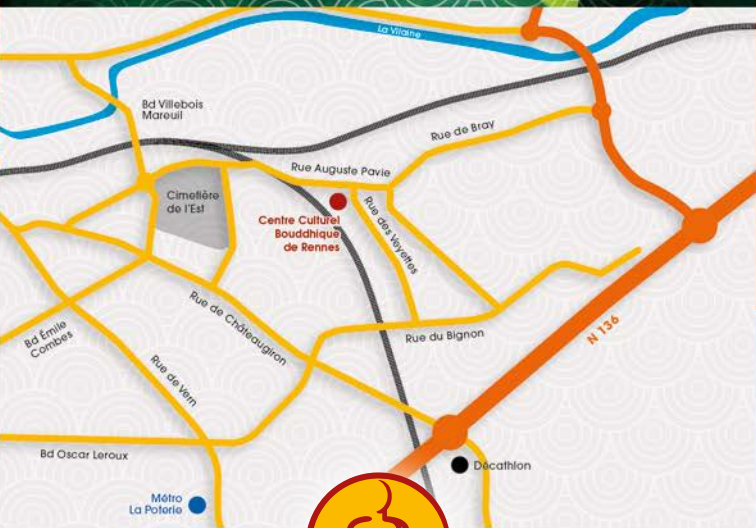 La Vilaine
Bd Villebois
Mareuil
Rue de Bray
Rue Auguste Pavie
Cimetière
de l'Est
Centre Culturel
Bouddhique
de Rennes
Rue des Veyettes
Rue de Châteaugiron
Bd Émile
Combes
Rue du Bignon
N 136
Rue de Vern
Bd Oscar Leroux
Décathlon
Métro
La Poterie